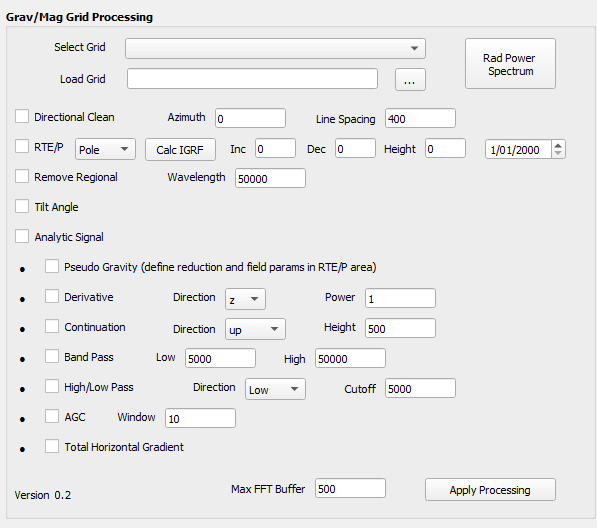 Grav/Mag Grid Processing
Select Grid
Rad Power
Spectrum
Load Grid ...
Directional Clean Azimuth 0 Line Spacing 400
RTE/P Pole Calc IGRF Inc 0 Dec 0 Height 0 1/01/2000
Remove Regional Wavelength 50000
Tilt Angle
Analytic Signal
• Pseudo Gravity (define reduction and field params in RTE/P area)
• Derivative Direction z Power 1
• Continuation Direction up Height 500
• Band Pass Low 5000 High 50000
• High/Low Pass Direction Low Cutoff 5000
• AGC Window 10
• Total Horizontal Gradient
Version 0.2 Max FFT Buffer 500 Apply Processing